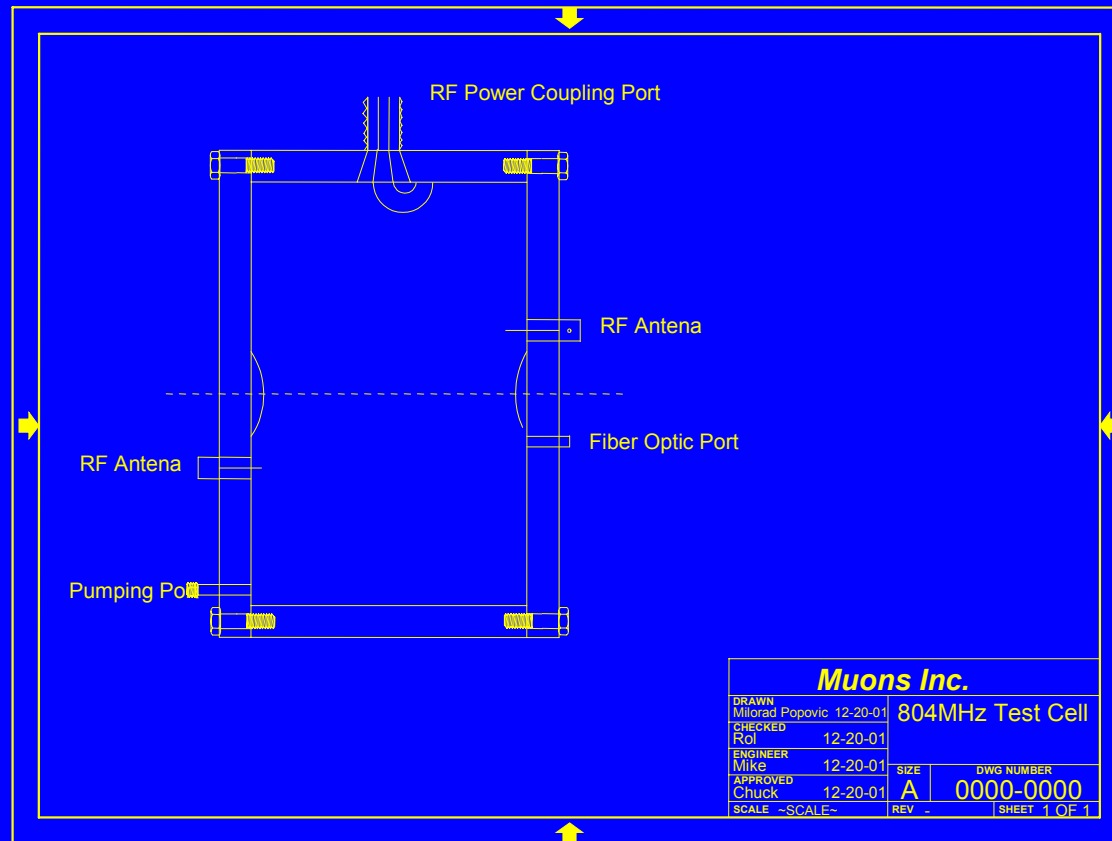 RF Power Coupling Port
RF Antena
Fiber Optic Port
RF Antena
Pumping Po
Muons Inc.
DRAWN
Milorad Popovic 12-20-01
804MHz Test Cell
CHECKED
Rol 12-20-01
ENGINEER
Mike 12-20-01
APPROVED
Chuck 12-20-01
SIZE
A
DWG NUMBER
0000-0000
SCALE ~SCALE~
REV -
SHEET 1 OF 1